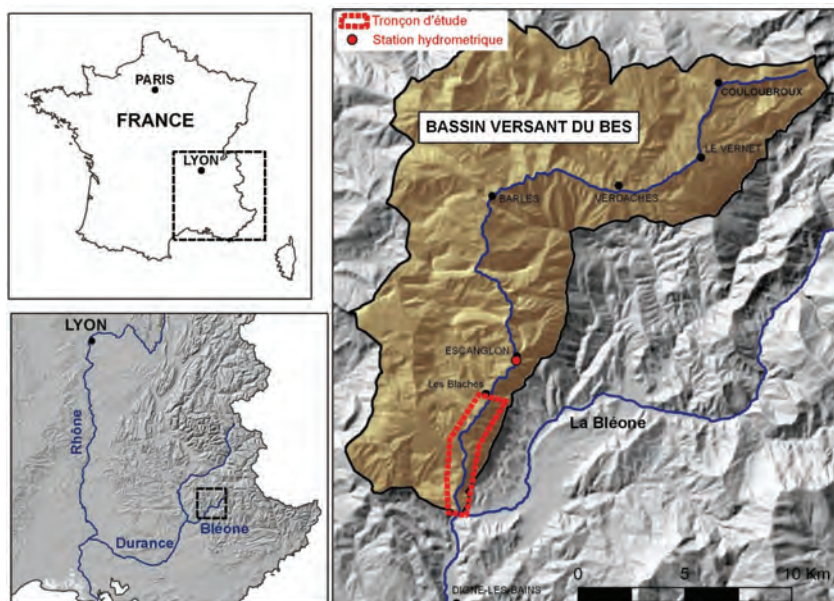 PARIS
FRANCE
LYON
LYON
Rhône
Durance
Bléone
Tronçon d'étude
Station hydrometrique
BASSIN VERSANT DU BES
COULOUBROUX
LE VERNET
VERDACHES
BARLES
ESCANGLON
Les Blaches
La Bléone
DIGNE-LES-BAINS
0 5 10 Km